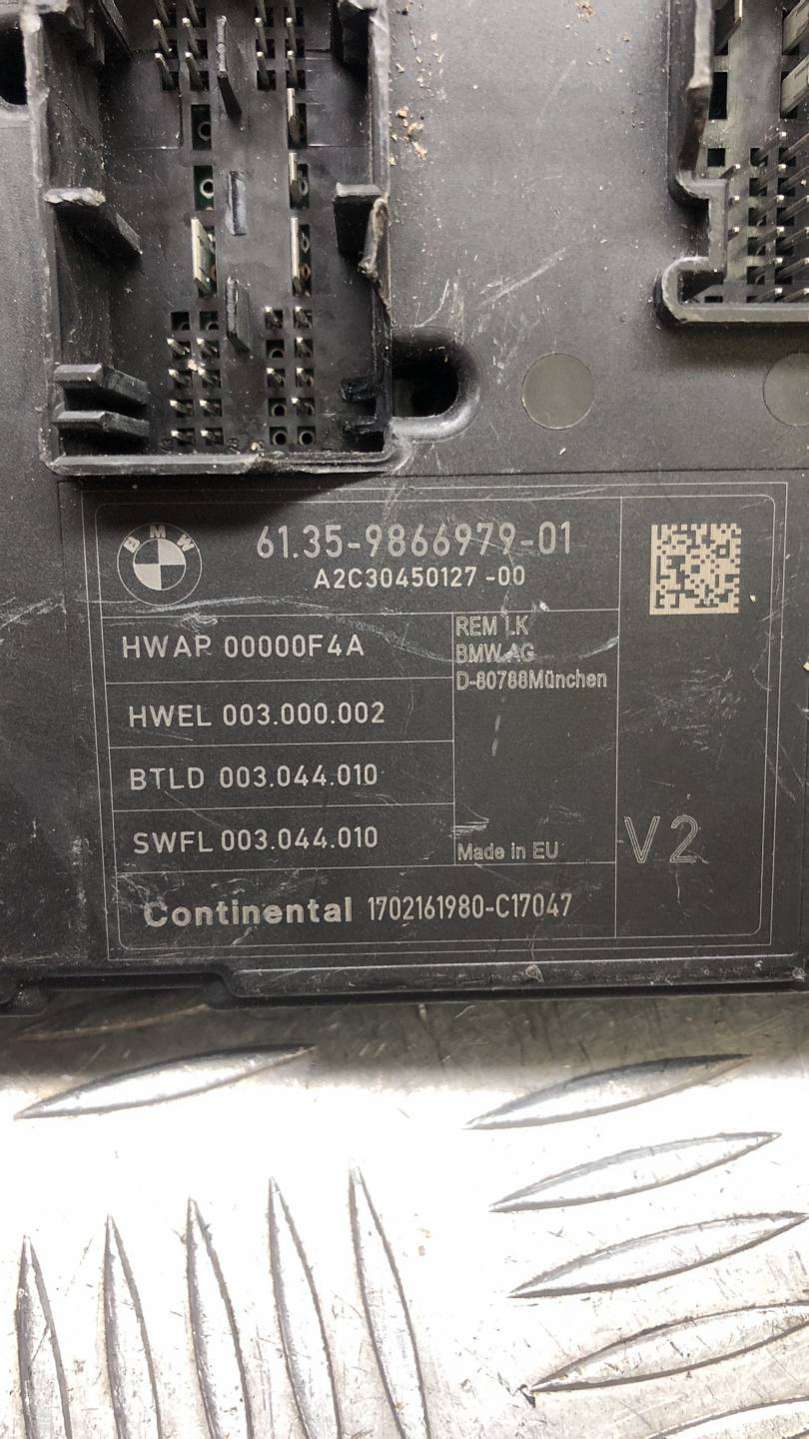 BMW
61.35-9866979-01
A2C30450127-00
HWAP 00000F4A
REM LK
BMW AG
D-80788München
HWEL 003.000.002
BTLD 003.044.010
SWFL 003.044.010
Made in EU
V2
Continental 1702161980-C17047